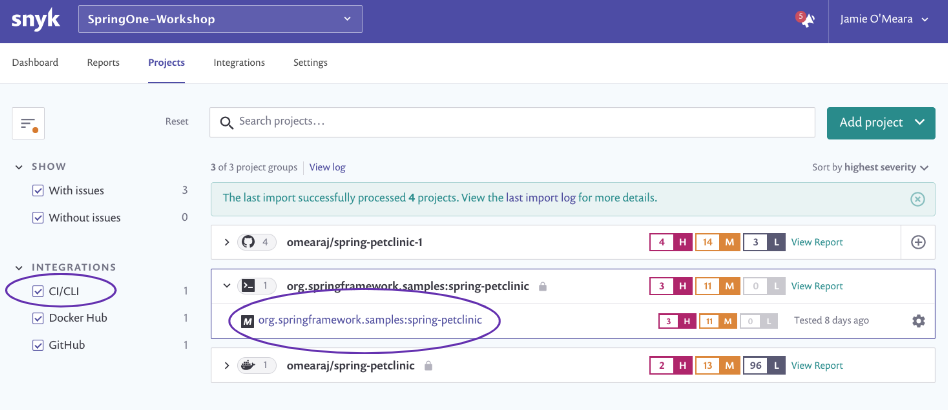 snyk SpringOne-Workshop 5 Jamie O'Meara
Dashboard Reports Projects Integrations Settings
Reset Search projects... Add project
3 of 3 project groups View log Sort by highest severity
SHOW
With issues 3
Without issues 0
The last import successfully processed 4 projects. View the last import log for more details.
4 omearaj/spring-petclinic-1 4 H 14 M 3 L View Report
INTEGRATIONS
CI/CLI 1
Docker Hub 1
GitHub 1
1 org.springframework.samples:spring-petclinic 3 H 11 M 0 L View Report
M org.springframework.samples:spring-petclinic 3 H 11 M 0 L Tested 8 days ago
1 omearaj/spring-petclinic 2 H 13 M 96 L View Report